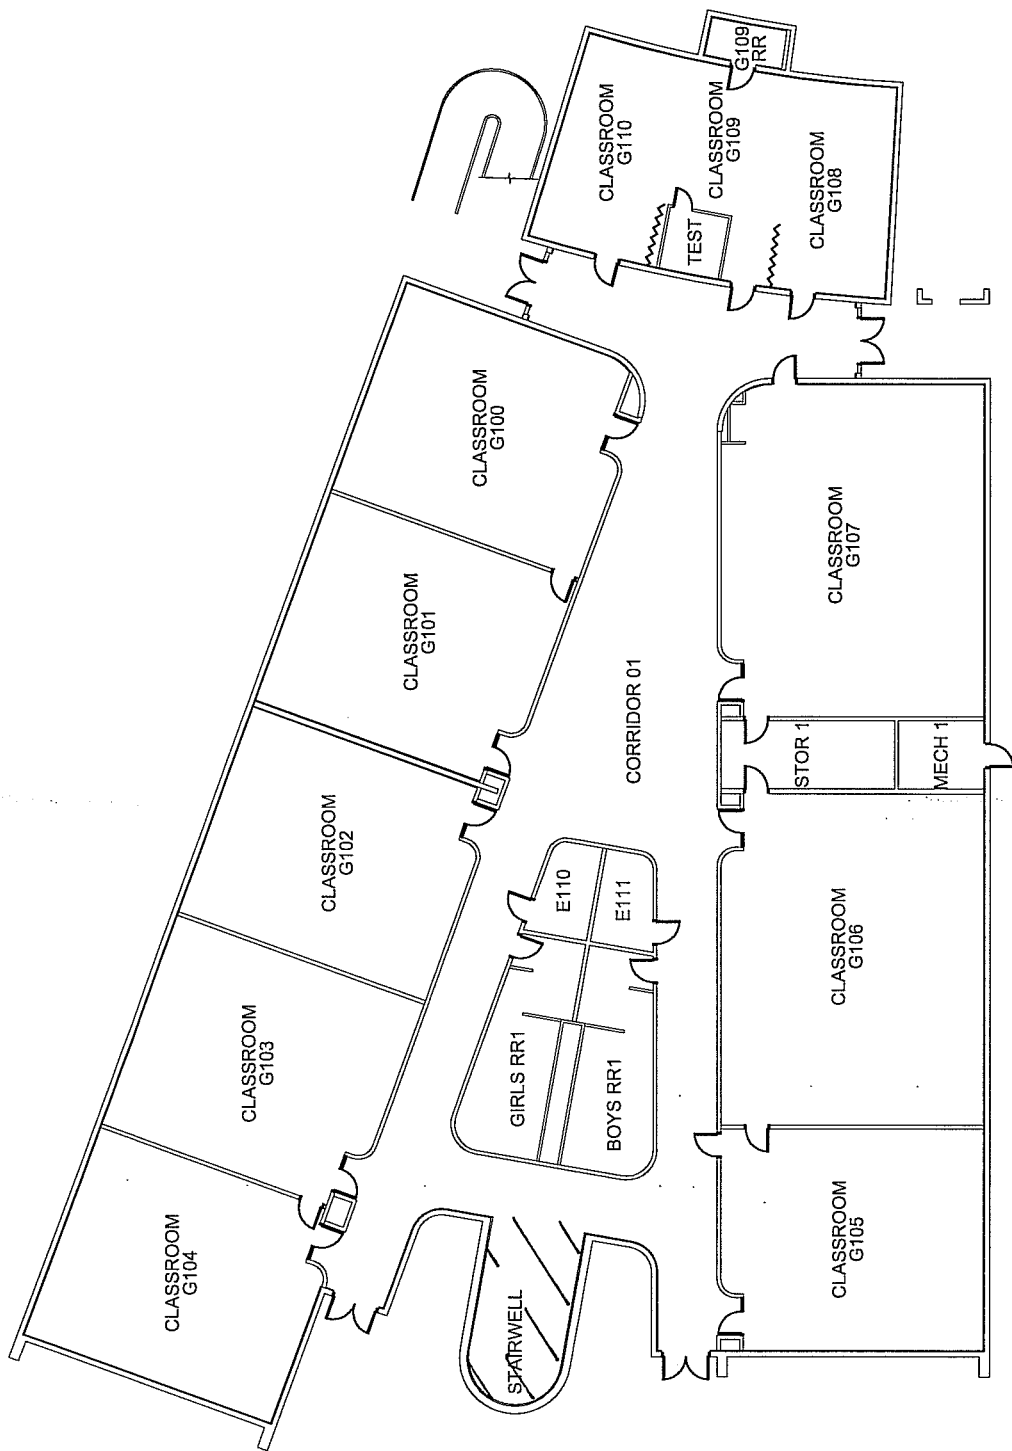 G109
RR
CLASSROOM
G110
CLASSROOM
G109
CLASSROOM
G108
TEST
CLASSROOM
G100
CLASSROOM
G101
CLASSROOM
G102
CLASSROOM
G103
CLASSROOM
G104
CORRIDOR 01
E110
E111
GIRLS RR1
BOYS RR1
STAIRWELL
CLASSROOM
G107
STOR 1
MECH 1
CLASSROOM
G106
CLASSROOM
G105